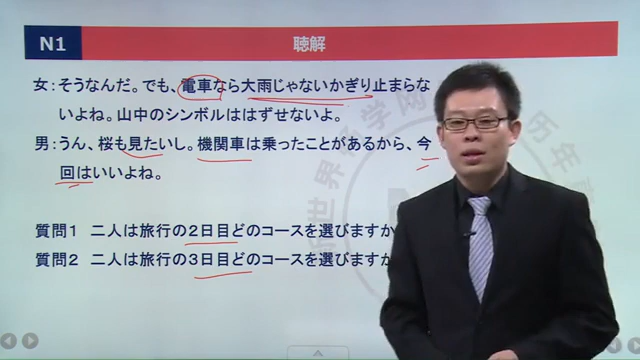 N1
聴解
女：そうなんだ。でも、電車なら大雨じゃないかぎり止まらな
いよね。山中のシンボルははずせないよ。
男：うん、桜も見たいし。機関車は乗ったことがあるから、今
回はいいよね。
質問１ 二人は旅行の２日目どのコースを選びますか
質問２ 二人は旅行の３日目どのコースを選びますか